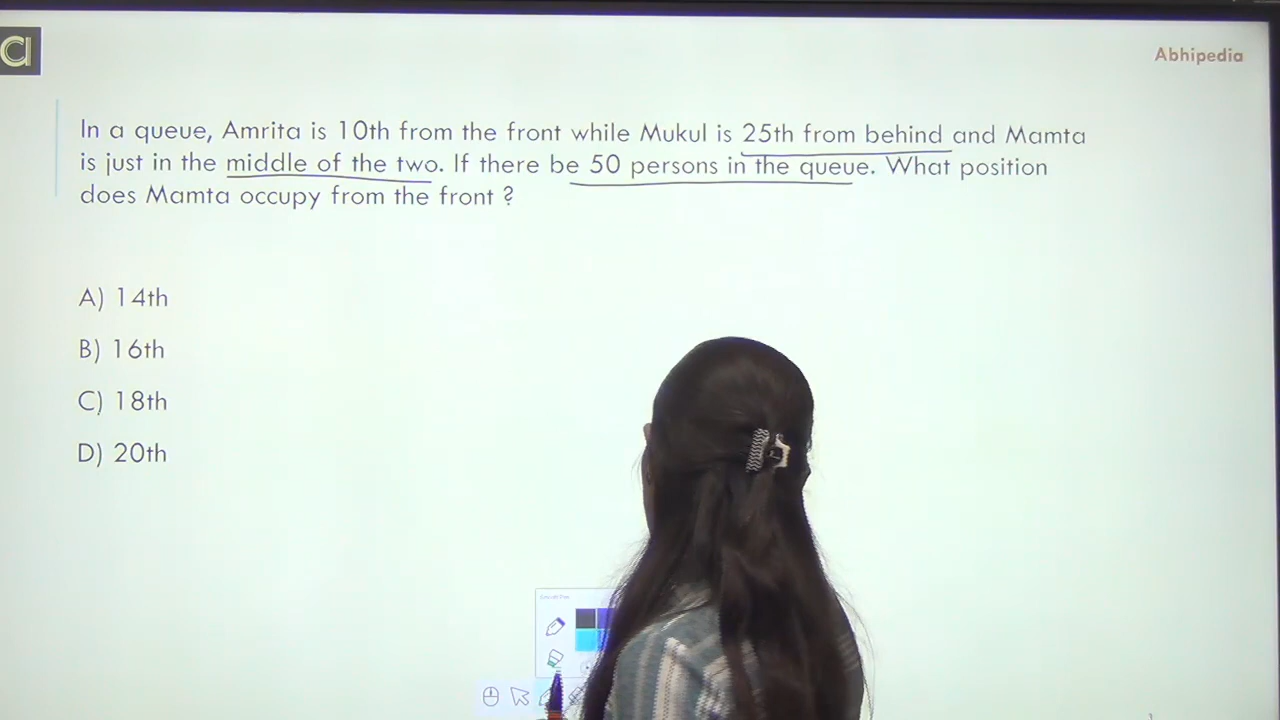 a
Abhipedia
In a queue, Amrita is 10th from the front while Mukul is 25th from behind and Mamta
is just in the middle of the two. If there be 50 persons in the queue. What position
does Mamta occupy from the front ?
A) 14th
B) 16th
C) 18th
D) 20th